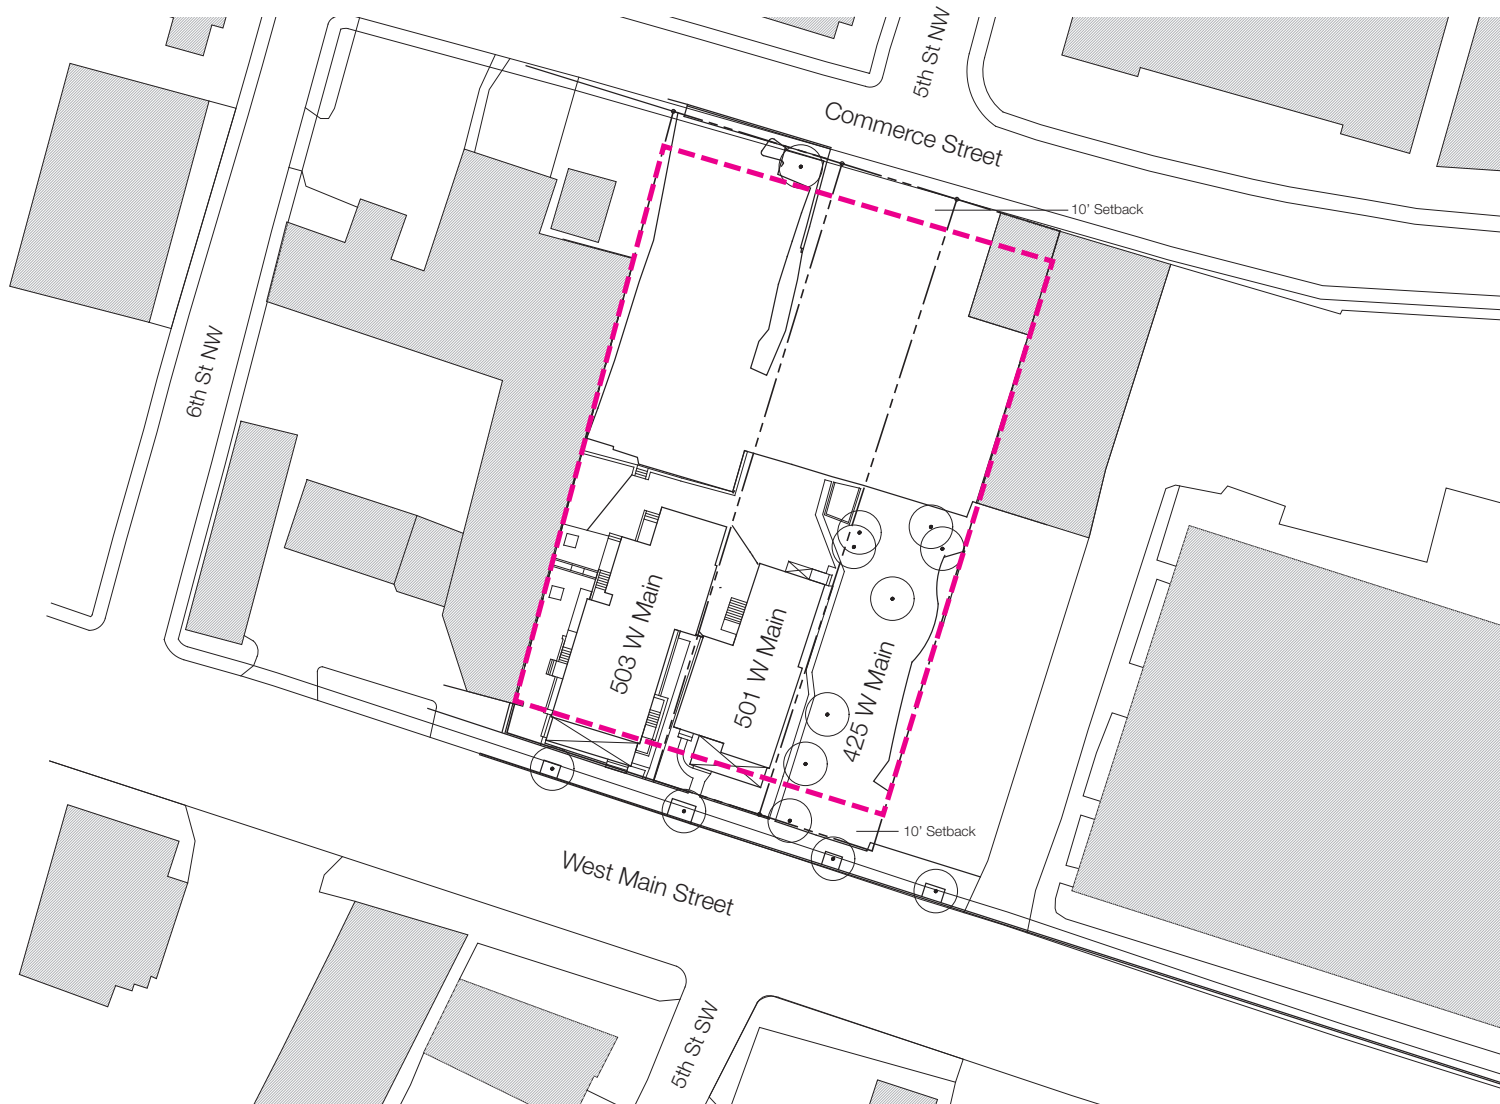 5th St NW
Commerce Street
10' Setback
6th St NW
503 W Main
501 W Main
425 W Main
10' Setback
West Main Street
5th St SW